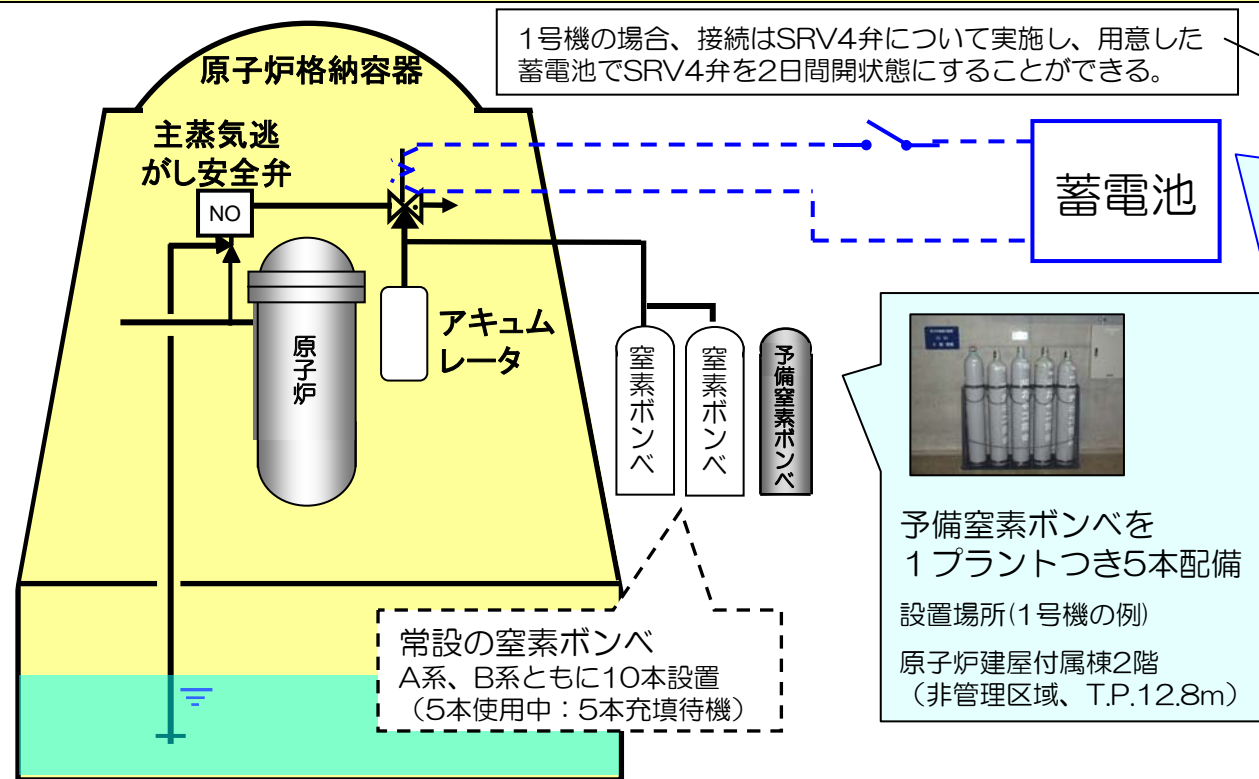 1号機の場合、接続はSRV4弁について実施し、用意した
蓄電池でSRV4弁を2日間開状態にすることができる。
原子炉格納容器
主蒸気逃
がし安全弁
NO
蓄電池
原子炉
アキュム
レータ
窒素ボンベ
窒素ボンベ
予備窒素ボンベ
予備窒素ボンベを
1プラントつき5本配備
設置場所(1号機の例)
原子炉建屋付属棟2階
（非管理区域、T.P.12.8m）
常設の窒素ボンベ
A系、B系ともに10本設置
（5本使用中：5本充填待機）